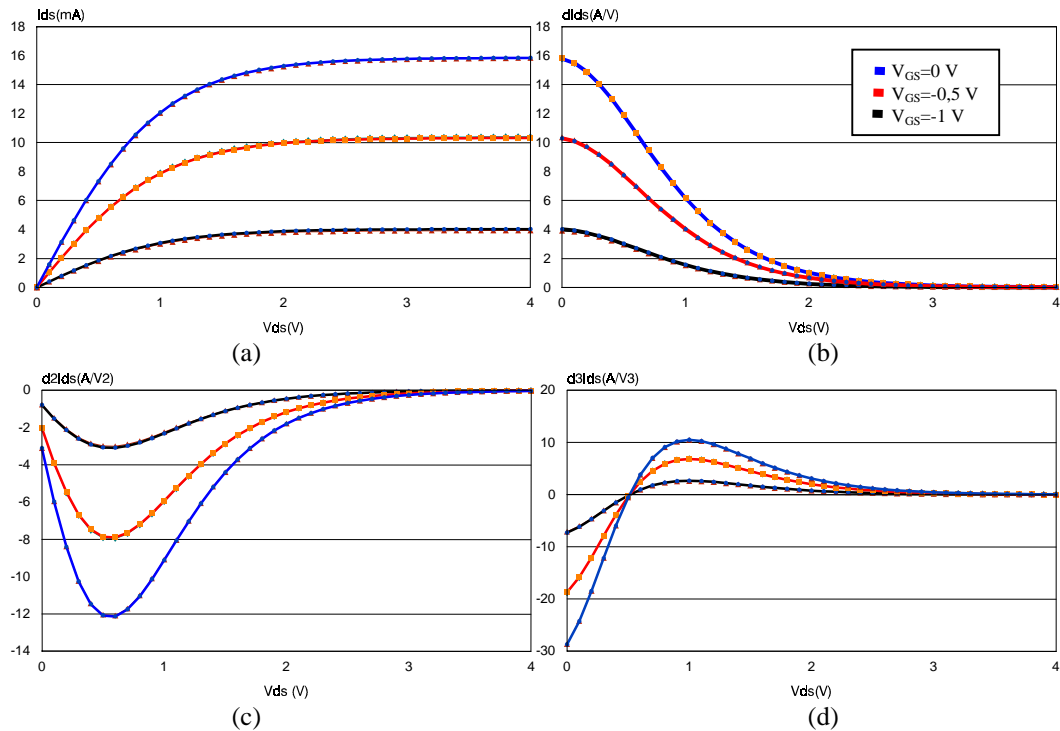 Ids(mA)
18
16
14
12
10
8
6
4
2
0
0 1 2 3 4
Vds(V)
(a)
dIds(A/V)
18
16
14
12
10
8
6
4
2
0
0 1 2 3 4
Vds(V)
(b)
VGS=0 V
VGS=-0,5 V
VGS=-1 V
d2Ids(A/V2)
0
-2
-4
-6
-8
-10
-12
-14
0 1 2 3 4
Vds (V)
(c)
d3Ids(A/V3)
20
10
0
-10
-20
-30
0 1 2 3 4
Vds(V)
(d)